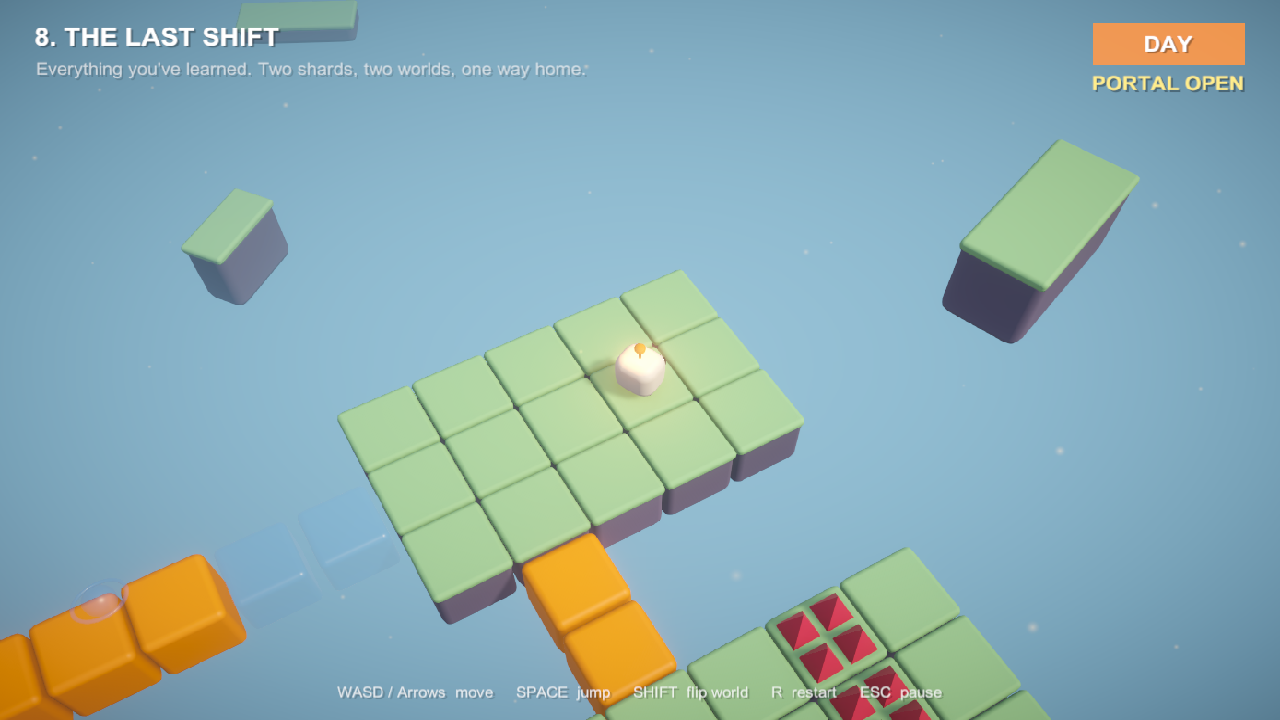 8. THE LAST SHIFT
Everything you've learned. Two shards, two worlds, one way home.
DAY
PORTAL OPEN
WASD / Arrows move SPACE jump SHIFT flip world R restart ESC pause